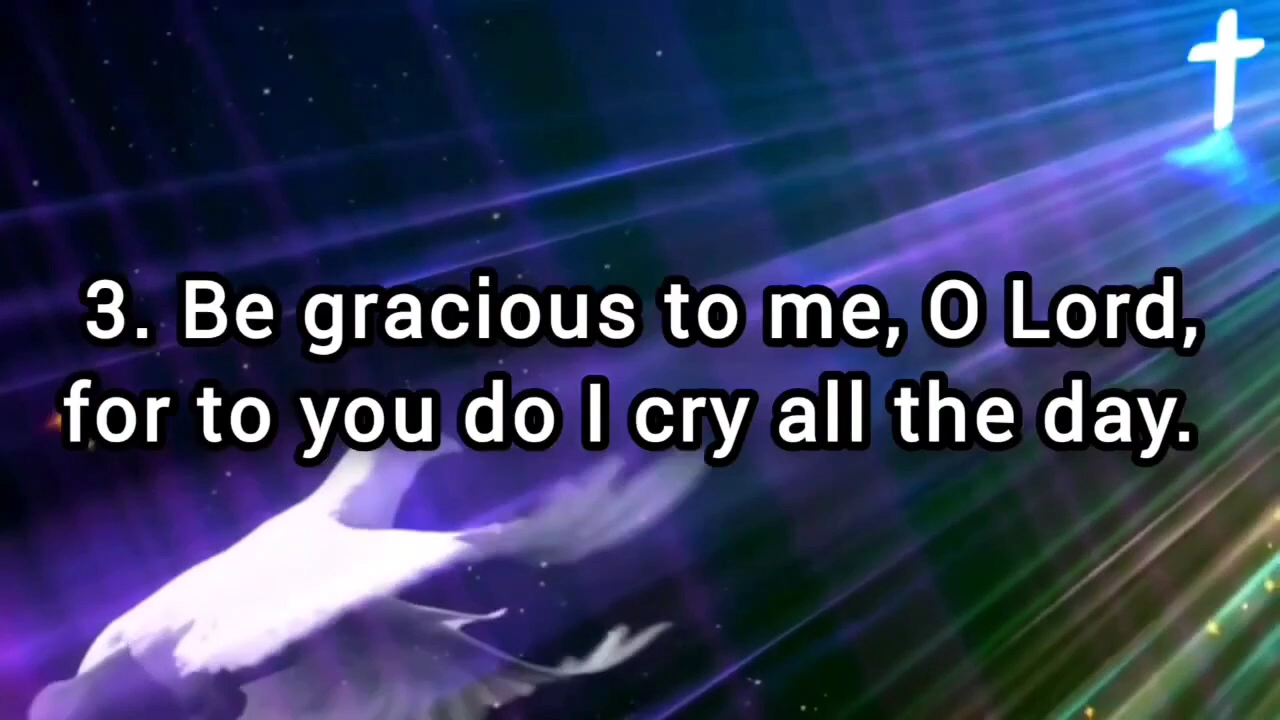 3. Be gracious to me, O Lord,
for to you do I cry all the day.